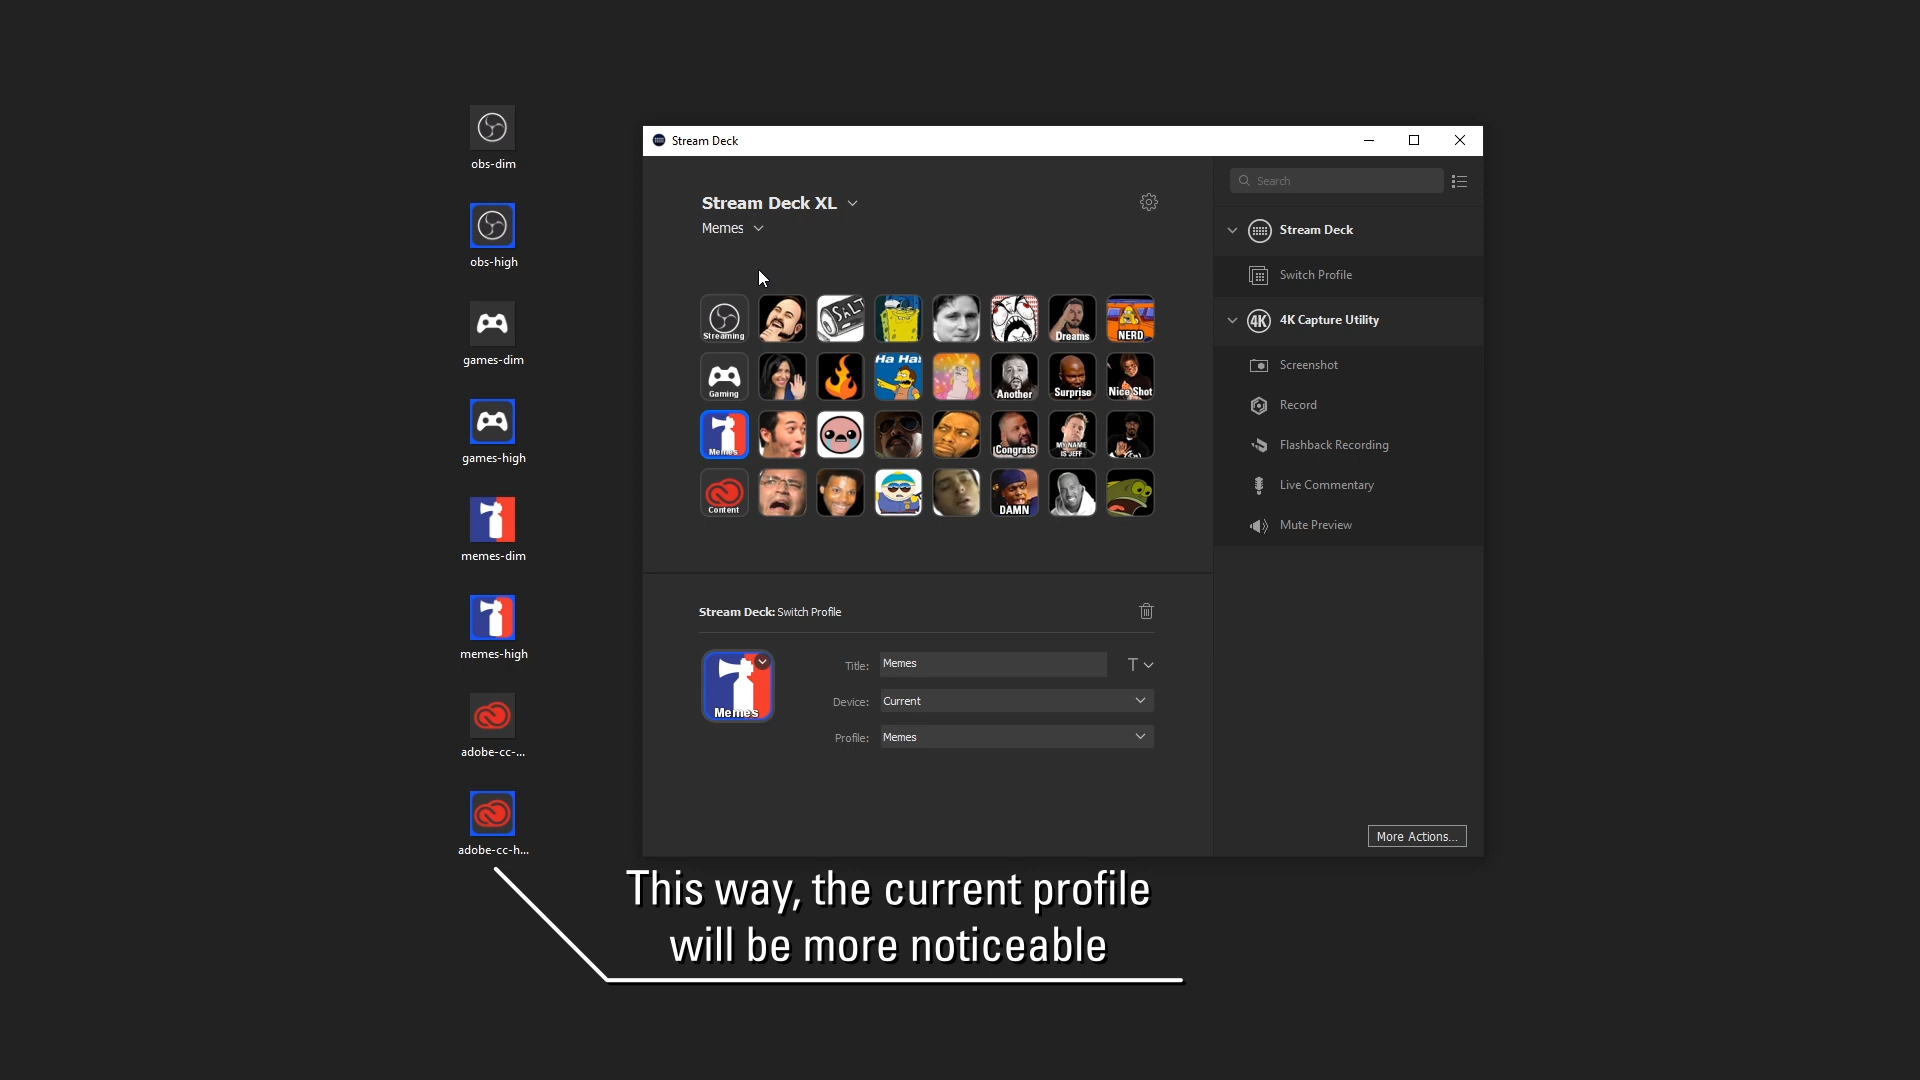 obs-dim
obs-high
games-dim
games-high
memes-dim
memes-high
adobe-cc-...
adobe-cc-h...
Stream Deck
Stream Deck XL
Memes
Streaming
SALT
Dreams
NERD
Gaming
Ha Ha!
Another
Surprise
Nice Shot
Memes
Congrats
MY NAME
IS JEFF
Content
DAMN
Stream Deck: Switch Profile
Memes
Title: Memes
T
Device: Current
Profile: Memes
Search
Stream Deck
Switch Profile
4K 4K Capture Utility
Screenshot
Record
Flashback Recording
Live Commentary
Mute Preview
More Actions...
This way, the current profile
will be more noticeable